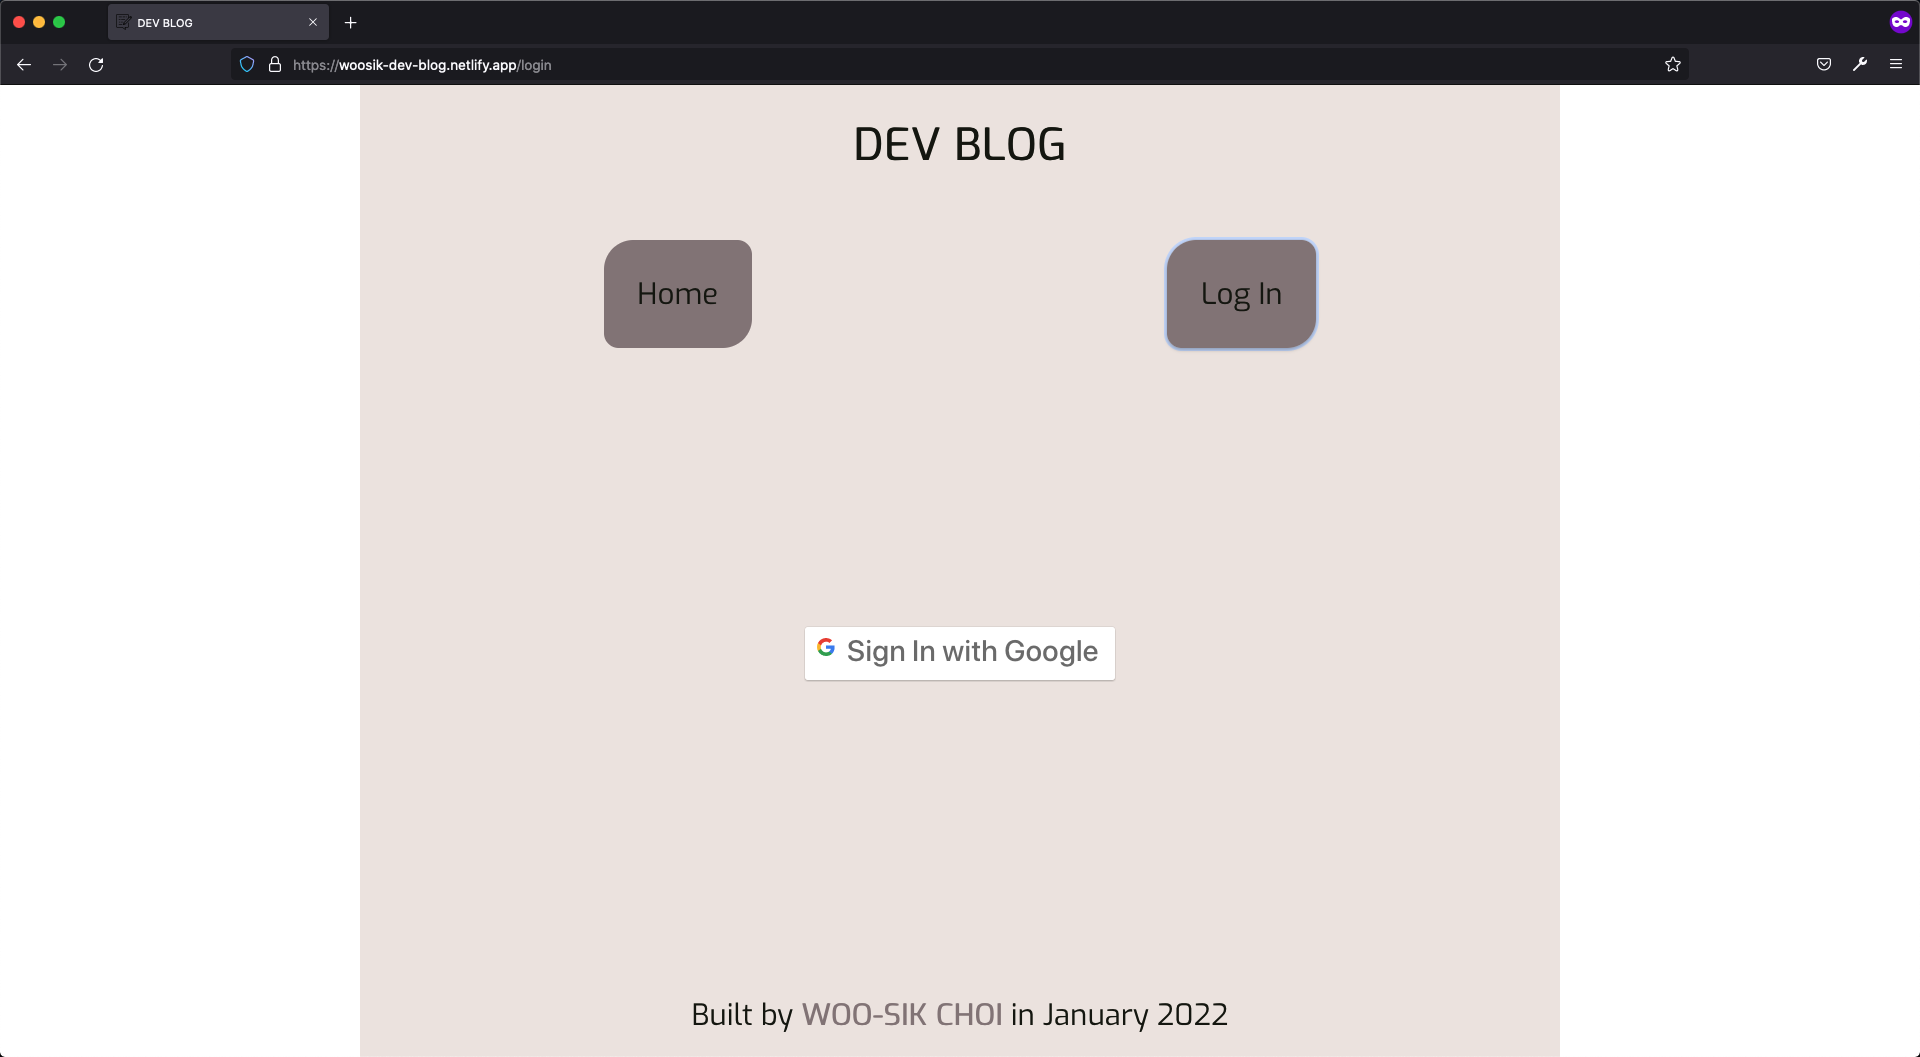 DEV BLOG
https://woosik-dev-blog.netlify.app/login
DEV BLOG
Home
Log In
Sign In with Google
Built by WOO-SIK CHOI in January 2022